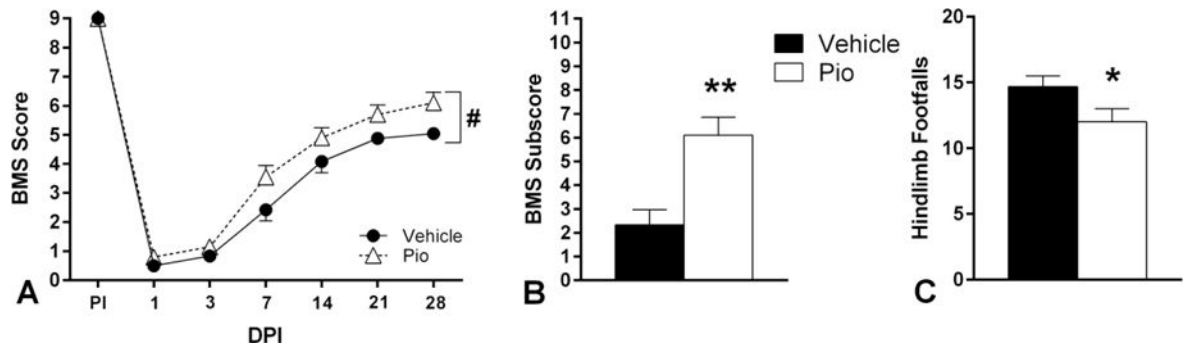 BMS Score
9
8
7
6
5
4
3
2
1
0
#
Vehicle
Pio
PI 1 3 7 14 21 28
DPI
A
BMS Subscore
11
10
9
8
7
6
5
4
3
2
1
0
**
B
Vehicle
Pio
Hindlimb Footfalls
20
15
10
5
0
*
C